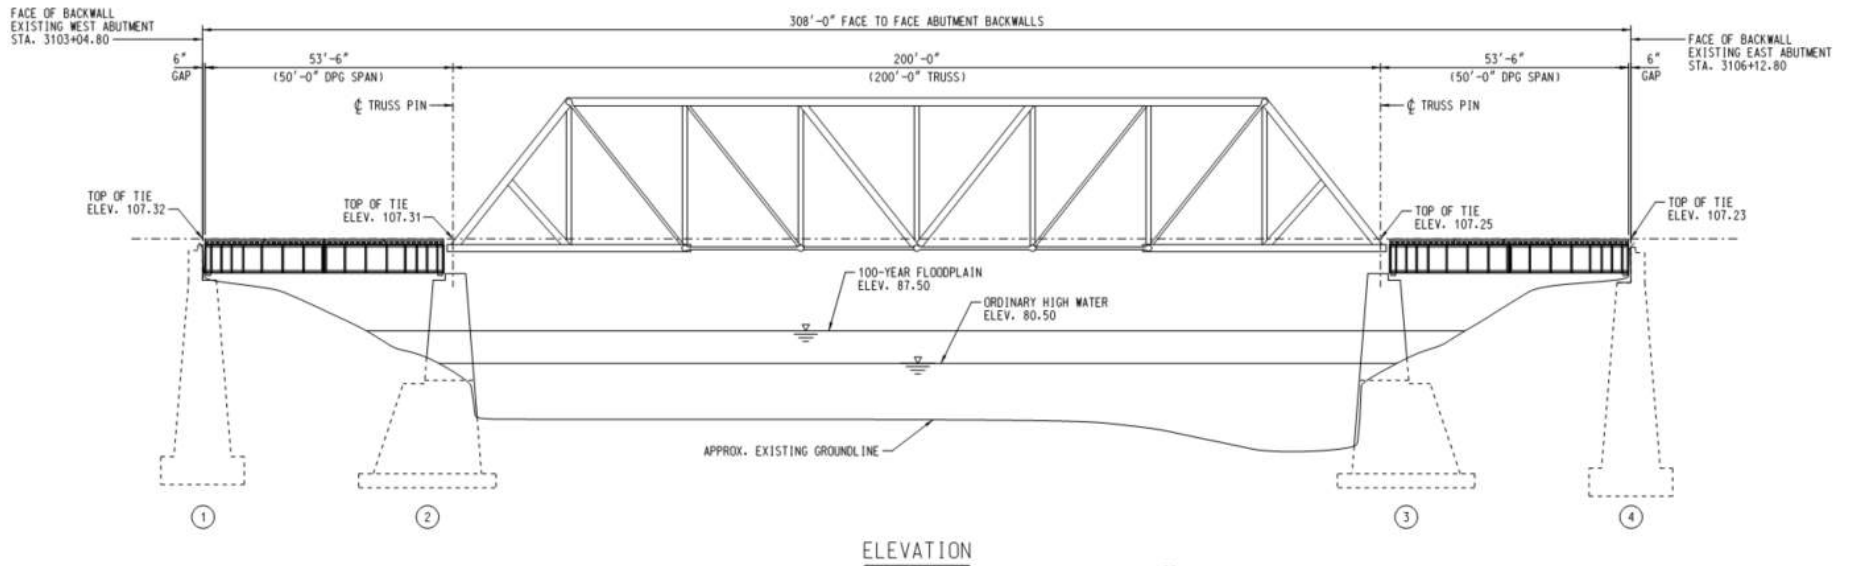 FACE OF BACKWALL
EXISTING WEST ABUTMENT
STA. 3103+04.80
308'-0" FACE TO FACE ABUTMENT BACKWALLS
FACE OF BACKWALL
EXISTING EAST ABUTMENT
STA. 3106+12.80
6"
GAP
53'-6"
(50'-0" DPG SPAN)
200'-0"
(200'-0" TRUSS)
53'-6"
(50'-0" DPG SPAN)
6"
GAP
℄ TRUSS PIN
℄ TRUSS PIN
TOP OF TIE
ELEV. 107.32
TOP OF TIE
ELEV. 107.31
TOP OF TIE
ELEV. 107.25
TOP OF TIE
ELEV. 107.23
100-YEAR FLOODPLAIN
ELEV. 87.50
ORDINARY HIGH WATER
ELEV. 80.50
APPROX. EXISTING GROUNDLINE
1
2
3
4
ELEVATION